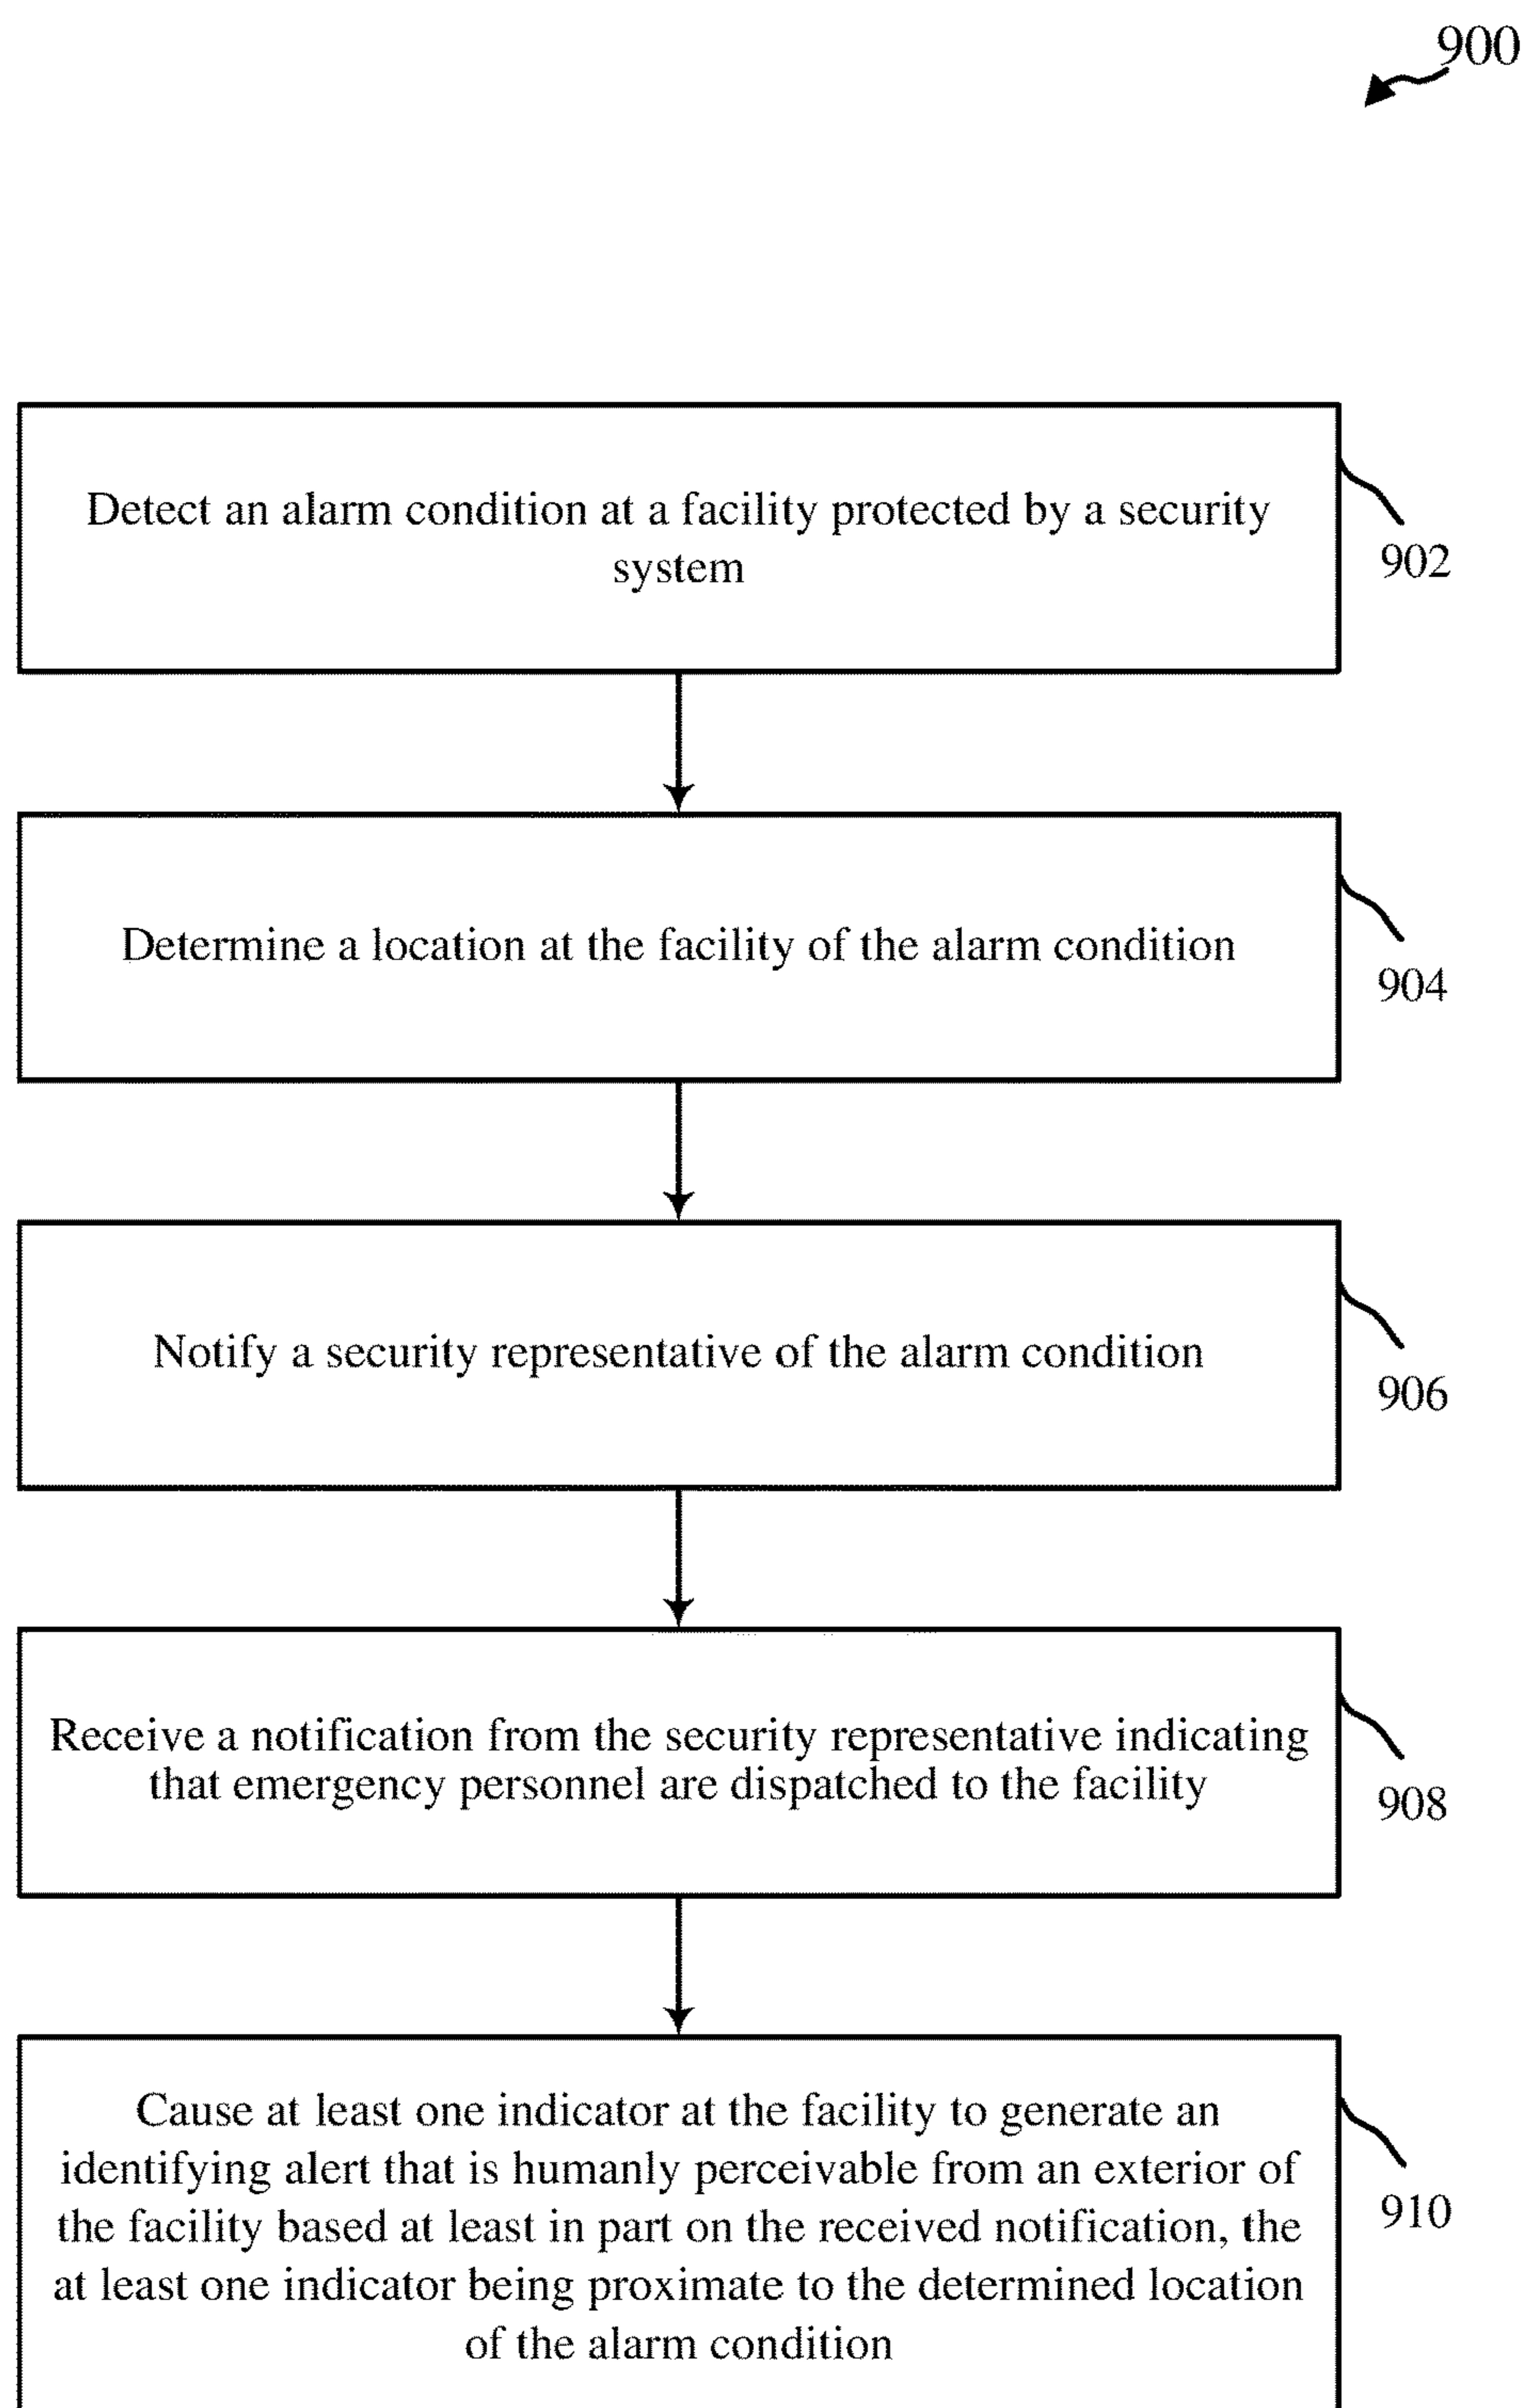 900
Detect an alarm condition at a facility protected by a security
system
902
Determine a location at the facility of the alarm condition
904
Notify a security representative of the alarm condition
906
Receive a notification from the security representative indicating
that emergency personnel are dispatched to the facility
908
Cause at least one indicator at the facility to generate an
identifying alert that is humanly perceivable from an exterior of
the facility based at least in part on the received notification, the
at least one indicator being proximate to the determined location
of the alarm condition
910